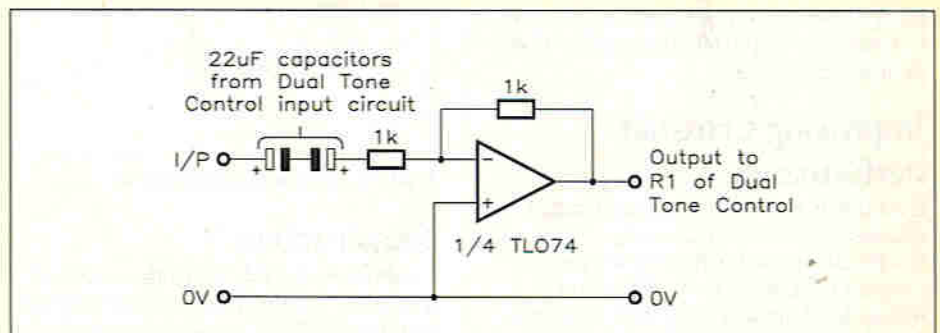 22uF capacitors
from Dual Tone
Control input circuit
1k
I/P
+
+
1k
−
+
Output to
R1 of Dual
Tone Control
1/4 TL074
0V
0V